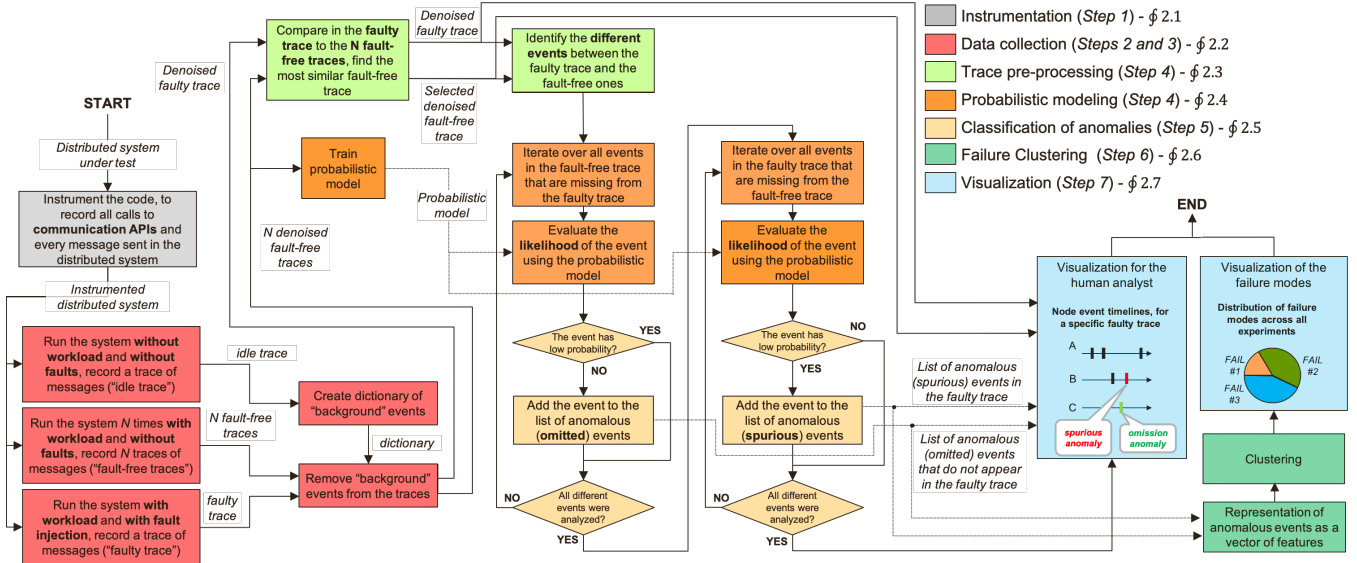 START
Distributed system
under test
Instrument the code, to
record all calls to
communication APIs and
every message sent in the
distributed system
Instrumented
distributed system
Run the system without
workload and without
faults, record a trace of
messages (“idle trace”)
Run the system N times with
workload and without
faults, record N traces of
messages (“fault-free traces”)
Run the system with
workload and with fault
injection, record a trace of
messages (“faulty trace”)
idle trace
N fault-free
traces
faulty
trace
Create dictionary of
“background” events
dictionary
Remove “background”
events from the traces
Denoised
faulty trace
N denoised
fault-free
traces
Compare in the faulty
trace to the N fault-
free traces, find the
most similar fault-free
trace
Train
probabilistic
model
Probabilistic
model
Denoised
faulty trace
Selected
denoised
fault-free
trace
Identify the different
events between the
faulty trace and the
fault-free ones
Iterate over all events
in the fault-free trace
that are missing from
the faulty trace
Evaluate the
likelihood of the event
using the probabilistic
model
The event has
low probability?
YES
NO
Add the event to the
list of anomalous
(omitted) events
All different
events were
analyzed?
NO
YES
Iterate over all events
in the faulty trace that
are missing from the
fault-free trace
Evaluate the
likelihood of the event
using the probabilistic
model
The event has
low probability?
NO
YES
Add the event to the
list of anomalous
(spurious) events
All different
events were
analyzed?
NO
YES
List of anomalous
(spurious) events in
the faulty trace
List of anomalous
(omitted) events
that do not appear
in the faulty trace
Instrumentation (Step 1) - ∮ 2.1
Data collection (Steps 2 and 3) - ∮ 2.2
Trace pre-processing (Step 4) - ∮ 2.3
Probabilistic modeling (Step 4) - ∮ 2.4
Classification of anomalies (Step 5) - ∮ 2.5
Failure Clustering (Step 6) - ∮ 2.6
Visualization (Step 7) - ∮ 2.7
END
Visualization for the
human analyst
Node event timelines, for
a specific faulty trace
A
B
C
spurious
anomaly
omission
anomaly
Visualization of the
failure modes
Distribution of failure
modes across all
experiments
FAIL
#1
FAIL
#2
FAIL
#3
Clustering
Representation of
anomalous events as a
vector of features